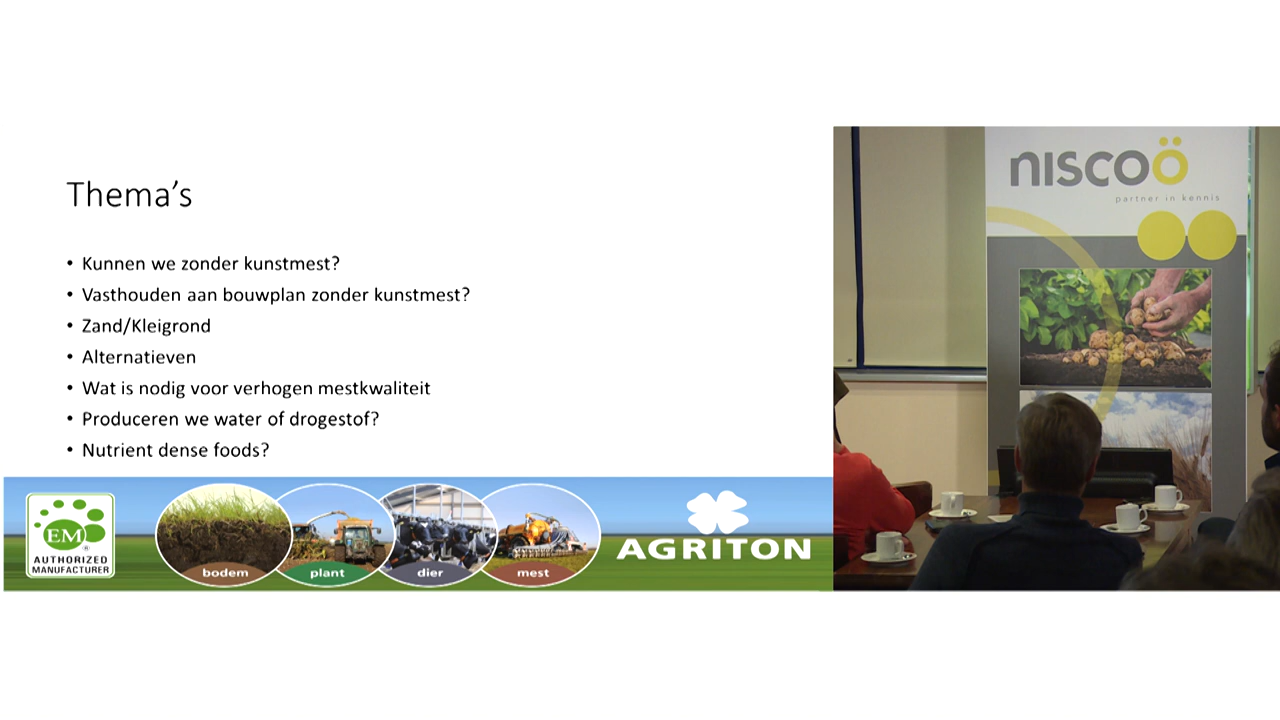 Thema's
• Kunnen we zonder kunstmest?
• Vasthouden aan bouwplan zonder kunstmest?
• Zand/Kleigrond
• Alternatieven
• Wat is nodig voor verhogen mestkwaliteit
• Produceren we water of drogestof?
• Nutrient dense foods?
EM®
AUTHORIZED
MANUFACTURER
bodem
plant
dier
mest
AGRITON
niscoö
partner in kennis